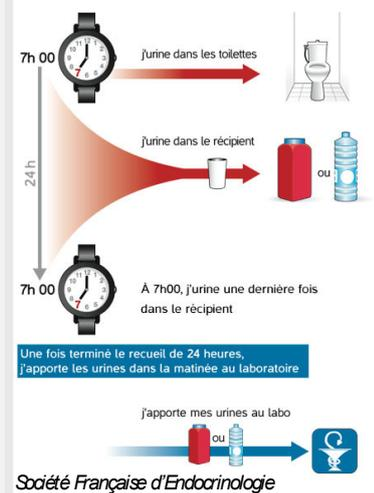 7h 00
j'urine dans les toilettes
j'urine dans le récipient
ou
24h
7h 00
À 7h00, j'urine une dernière fois
dans le récipient
Une fois terminé le recueil de 24 heures,
j'apporte les urines dans la matinée au laboratoire
j'apporte mes urines au labo
ou
Société Française d'Endocrinologie